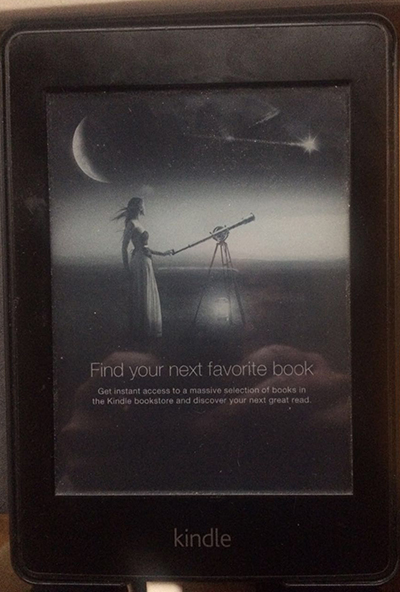 Find your next favorite book
Get instant access to a massive selection of books in
the Kindle bookstore and discover your next great read.
kindle